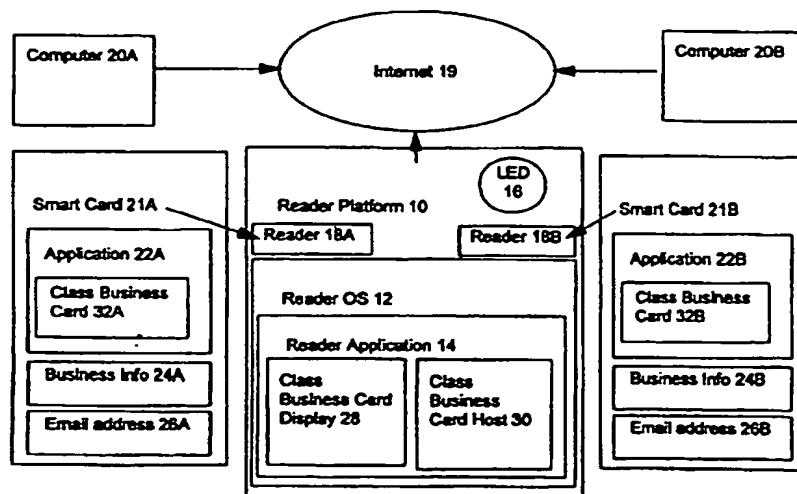 Computer 20A
Internet 19
Computer 20B
Smart Card 21A
Reader Platform 10
LED
16
Smart Card 21B
Reader 18A
Reader 18B
Application 22A
Class Business
Card 32A
Reader OS 12
Application 22B
Class Business
Card 32B
Reader Application 14
Class
Business Card
Display 28
Class
Business
Card Host 30
Business Info 24A
Business Info 24B
Email address 26A
Email address 26B